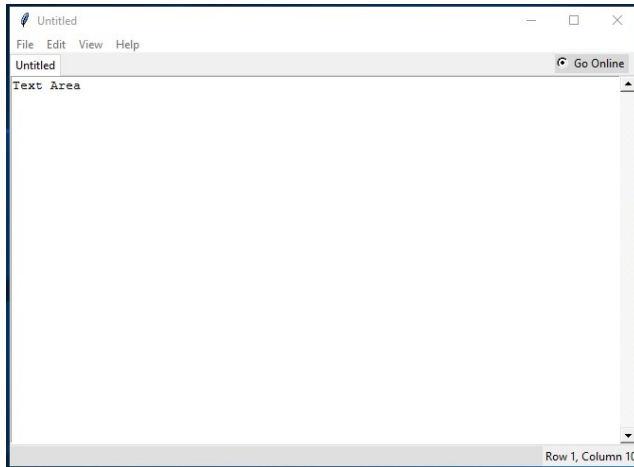 Untitled
File Edit View Help
Untitled Go Online
Text Area
Row 1, Column 10